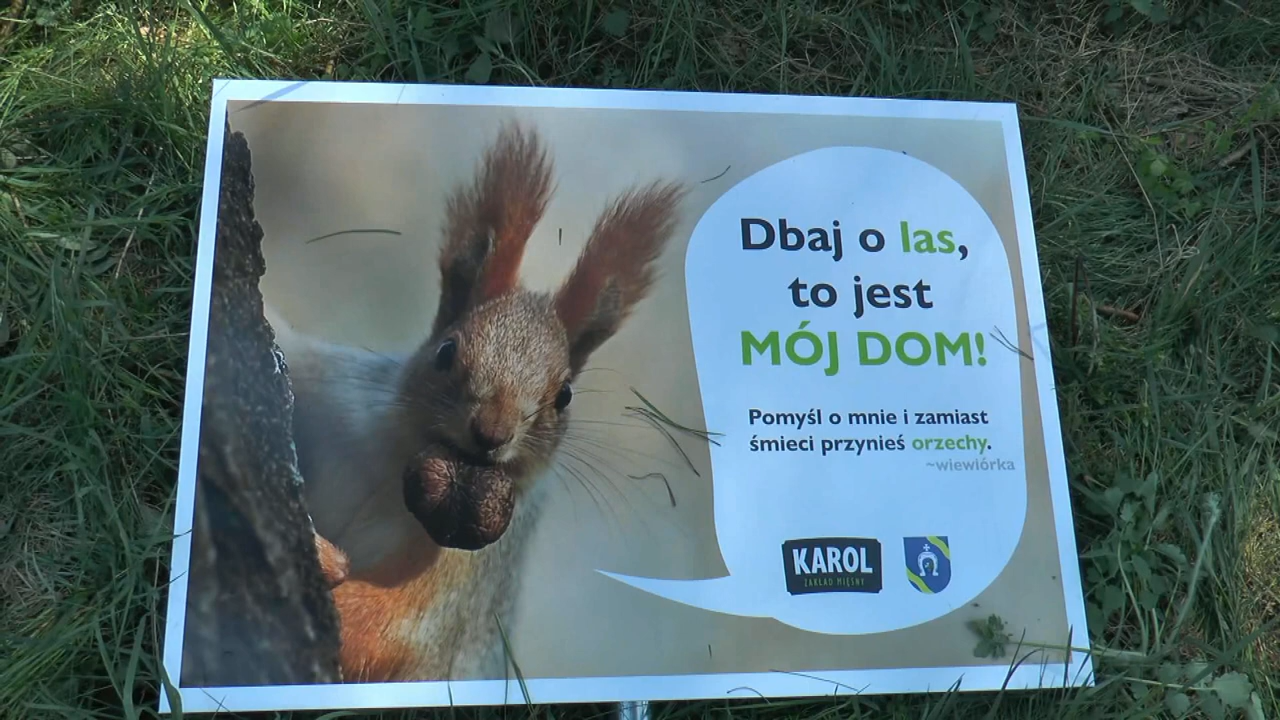 Dbaj o las,
to jest
MÓJ DOM!
Pomyśl o mnie i zamiast
śmieci przynieś orzechy.
~wiewiórka
KAROL
ZAKŁAD MIĘSNY